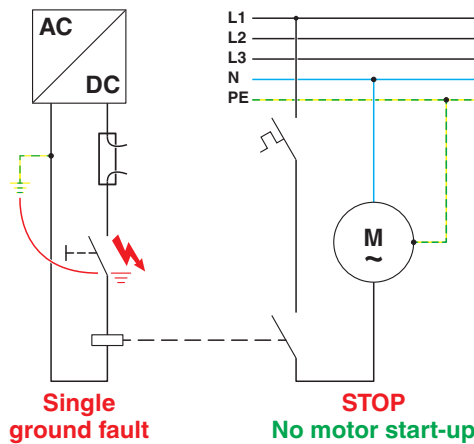 AC
DC
L1
L2
L3
N
PE
M
~
Single
ground fault
STOP
No motor start-up